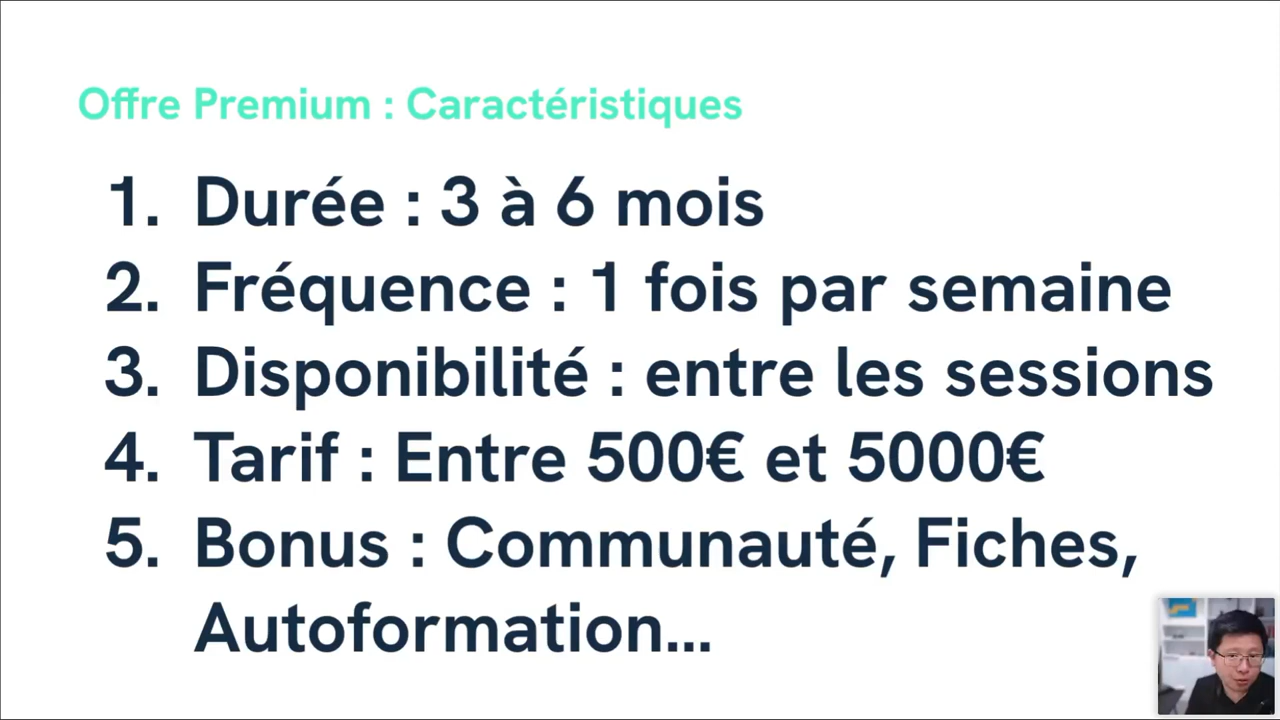 Offre Premium : Caractéristiques
1. Durée : 3 à 6 mois
2. Fréquence : 1 fois par semaine
3. Disponibilité : entre les sessions
4. Tarif : Entre 500€ et 5000€
5. Bonus : Communauté, Fiches,
Autoformation...